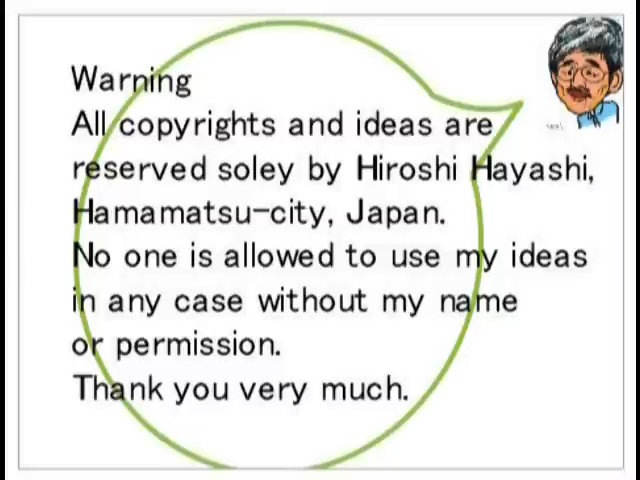 Warning
All copyrights and ideas are
reserved soley by Hiroshi Hayashi,
Hamamatsu-city, Japan.
No one is allowed to use my ideas
in any case without my name
or permission.
Thank you very much.